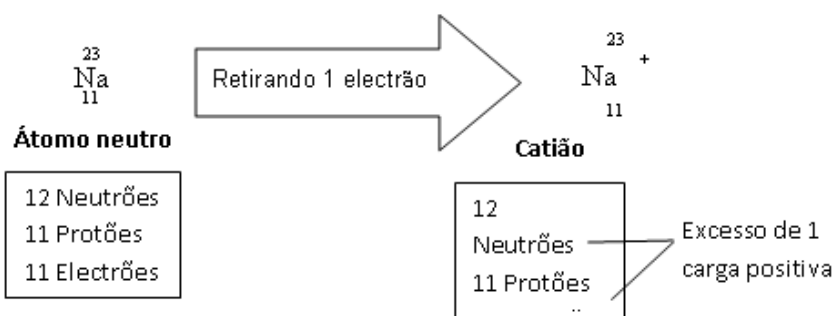 23
Na
11
Átomo neutro
12 Neutrões
11 Protões
11 Electrões
Retirando 1 electrão
23
Na +
11
Catião
12
Neutrões
11 Protões
Excesso de 1
carga positiva